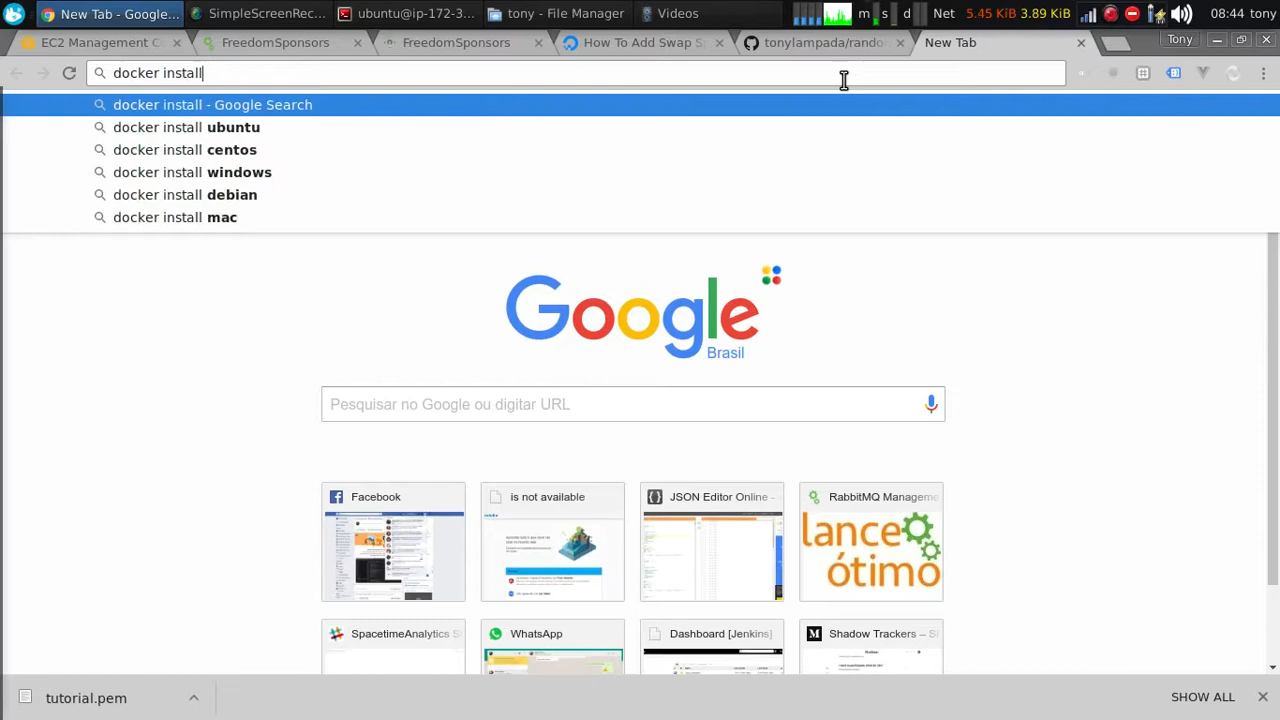 New Tab - Google...
SimpleScreenRec...
ubuntu@ip-172-3...
tony - File Manager
Videos
m s d Net 5.45 KiB 3.89 KiB 08:44 tony
EC2 Management C
FreedomSponsors
FreedomSponsors
How To Add Swap S
tonylampada/rando
New Tab
Tony
docker install
docker install - Google Search
docker install ubuntu
docker install centos
docker install windows
docker install debian
docker install mac
Google
Brasil
Pesquisar no Google ou digitar URL
Facebook
is not available
JSON Editor Online -
RabbitMQ Manageme
lance
ótimo
SpacetimeAnalytics S
WhatsApp
Dashboard [Jenkins]
Shadow Trackers – S
tutorial.pem
SHOW ALL